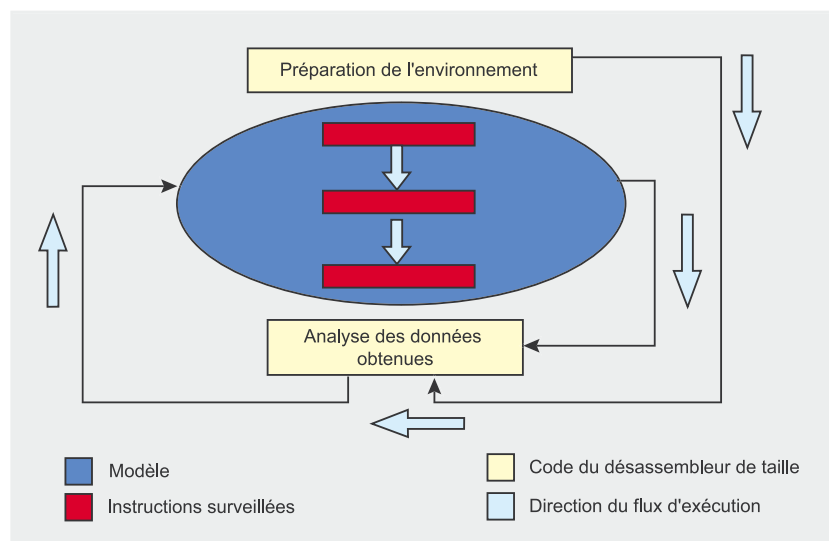 Préparation de l'environnement
Analyse des données
obtenues
Modèle
Instructions surveillées
Code du désassembleur de taille
Direction du flux d'exécution